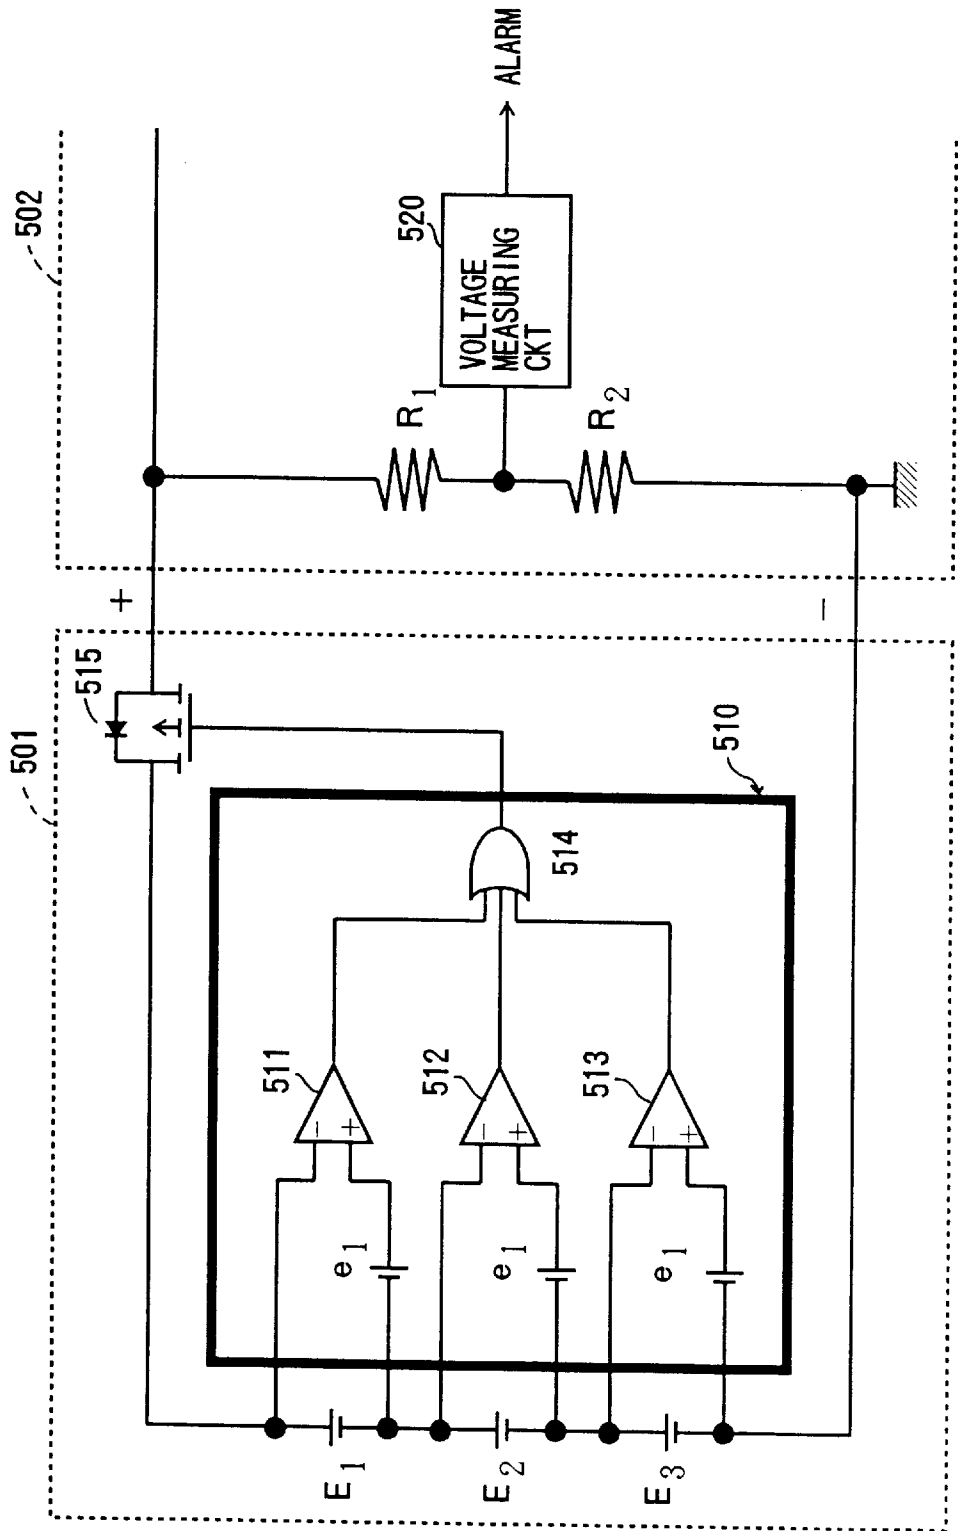 501
502
515
+
−
ALARM
520
VOLTAGE
MEASURING
CKT
R1
R2
510
514
511
−
+
512
−
+
513
−
+
e1
e1
e1
E1
E2
E3